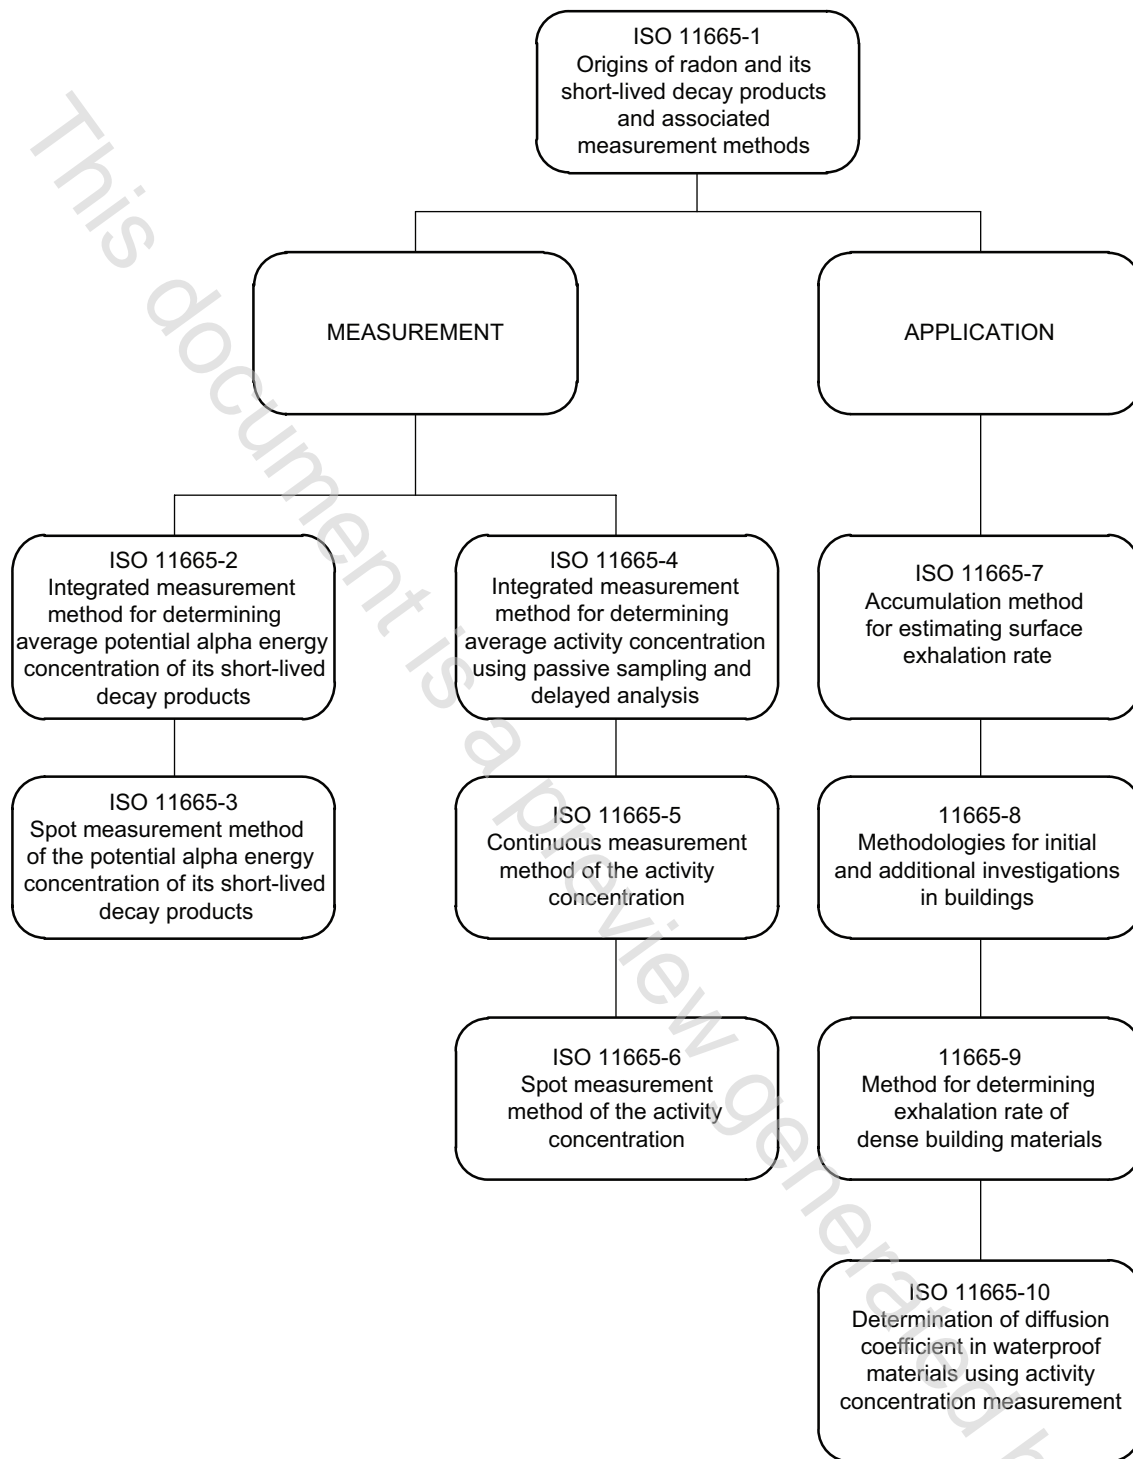 ISO 11665-1
Origins of radon and its
short-lived decay products
and associated
measurement methods
MEASUREMENT
APPLICATION
ISO 11665-2
Integrated measurement
method for determining
average potential alpha energy
concentration of its short-lived
decay products
ISO 11665-4
Integrated measurement
method for determining
average activity concentration
using passive sampling and
delayed analysis
ISO 11665-7
Accumulation method
for estimating surface
exhalation rate
ISO 11665-3
Spot measurement method
of the potential alpha energy
concentration of its short-lived
decay products
ISO 11665-5
Continuous measurement
method of the activity
concentration
11665-8
Methodologies for initial
and additional investigations
in buildings
ISO 11665-6
Spot measurement
method of the activity
concentration
11665-9
Method for determining
exhalation rate of
dense building materials
ISO 11665-10
Determination of diffusion
coefficient in waterproof
materials using activity
concentration measurement
This document is a preview generated b